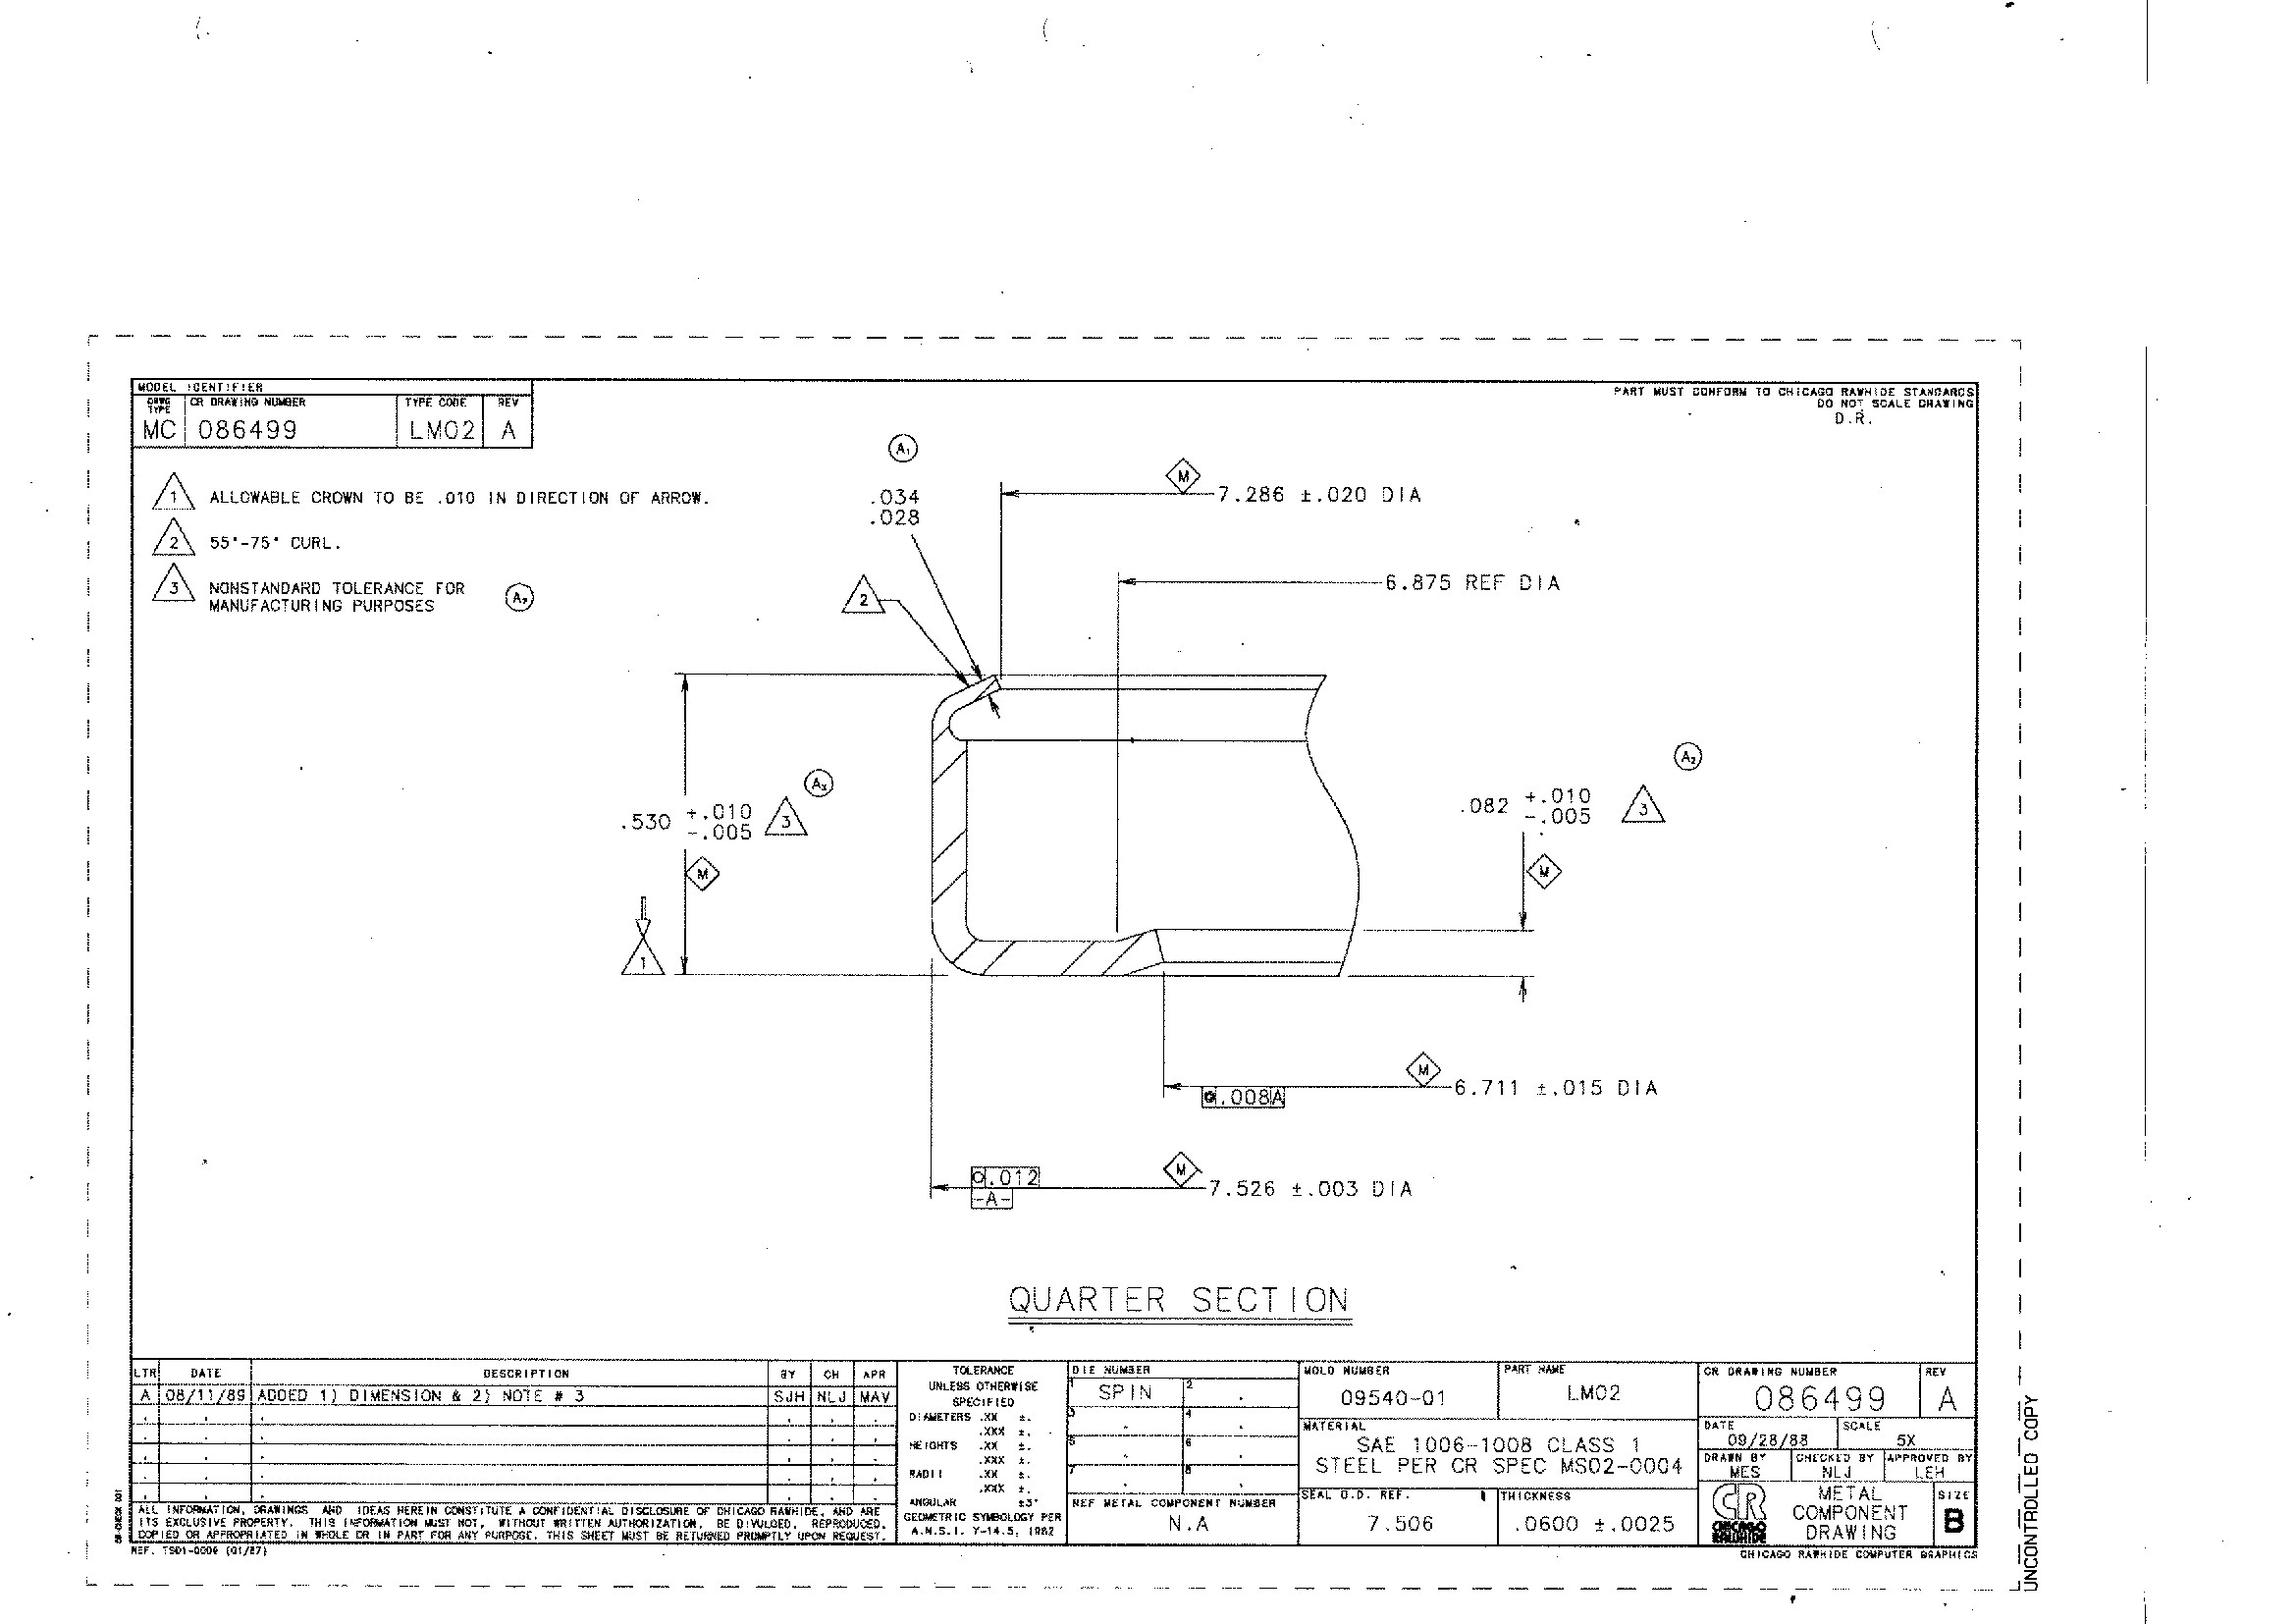 MODEL IDENTIFIER
DRWG TYPE
CR DRAWING NUMBER
TYPE CODE
REV
MC 086499 LM02 A
PART MUST CONFORM TO CHICAGO RAWHIDE STANDARDS
DO NOT SCALE DRAWING
D.R.
1 ALLOWABLE CROWN TO BE .010 IN DIRECTION OF ARROW.
2 55°-75° CURL.
3 NONSTANDARD TOLERANCE FOR
MANUFACTURING PURPOSES
A1
.034
.028
M
7.286 ±.020 DIA
6.875 REF DIA
2
.530 +.010
-.005
3
M
1
A2
.082 +.010
-.005
3
M
M
6.711 ±.015 DIA
.008 A
.012
-A-
M
7.526 ±.003 DIA
QUARTER SECTION
LTR DATE DESCRIPTION BY CH APR
A 08/11/89 ADDED 1) DIMENSION & 2) NOTE # 3 SJH NLJ MAV
TOLERANCE
UNLESS OTHERWISE
SPECIFIED
DIAMETERS .XX ±.
.XXX ±.
HEIGHTS .XX ±.
.XXX ±.
RADII .XX ±.
.XXX ±.
ANGULAR ±3°
GEOMETRIC SYMBOLOGY PER
A.N.S.I. Y-14.5, 1982
DIE NUMBER
1 SPIN 2
3 4
5 6
7 8
REF METAL COMPONENT NUMBER
N.A
MOLD NUMBER
09540-01
PART NAME
LM02
MATERIAL
SAE 1006-1008 CLASS 1
STEEL PER CR SPEC MS02-0004
SEAL O.D. REF.
7.506
THICKNESS
.0600 ±.0025
CR DRAWING NUMBER
086499
REV
A
DATE
09/28/88
SCALE
5X
DRAWN BY
MES
CHECKED BY
NLJ
APPROVED BY
LEH
CR
CHICAGO
RAWHIDE
METAL
COMPONENT
DRAWING
SIZE
B
ALL INFORMATION, DRAWINGS AND IDEAS HEREIN CONSTITUTE A CONFIDENTIAL DISCLOSURE OF CHICAGO RAWHIDE, AND ARE
ITS EXCLUSIVE PROPERTY. THIS INFORMATION MUST NOT, WITHOUT WRITTEN AUTHORIZATION, BE DIVULGED, REPRODUCED,
COPIED OR APPROPRIATED IN WHOLE OR IN PART FOR ANY PURPOSE. THIS SHEET MUST BE RETURNED PROMPTLY UPON REQUEST.
REF. TS01-0006 (01/87)
CHICAGO RAWHIDE COMPUTER GRAPHICS
UNCONTROLLED COPY